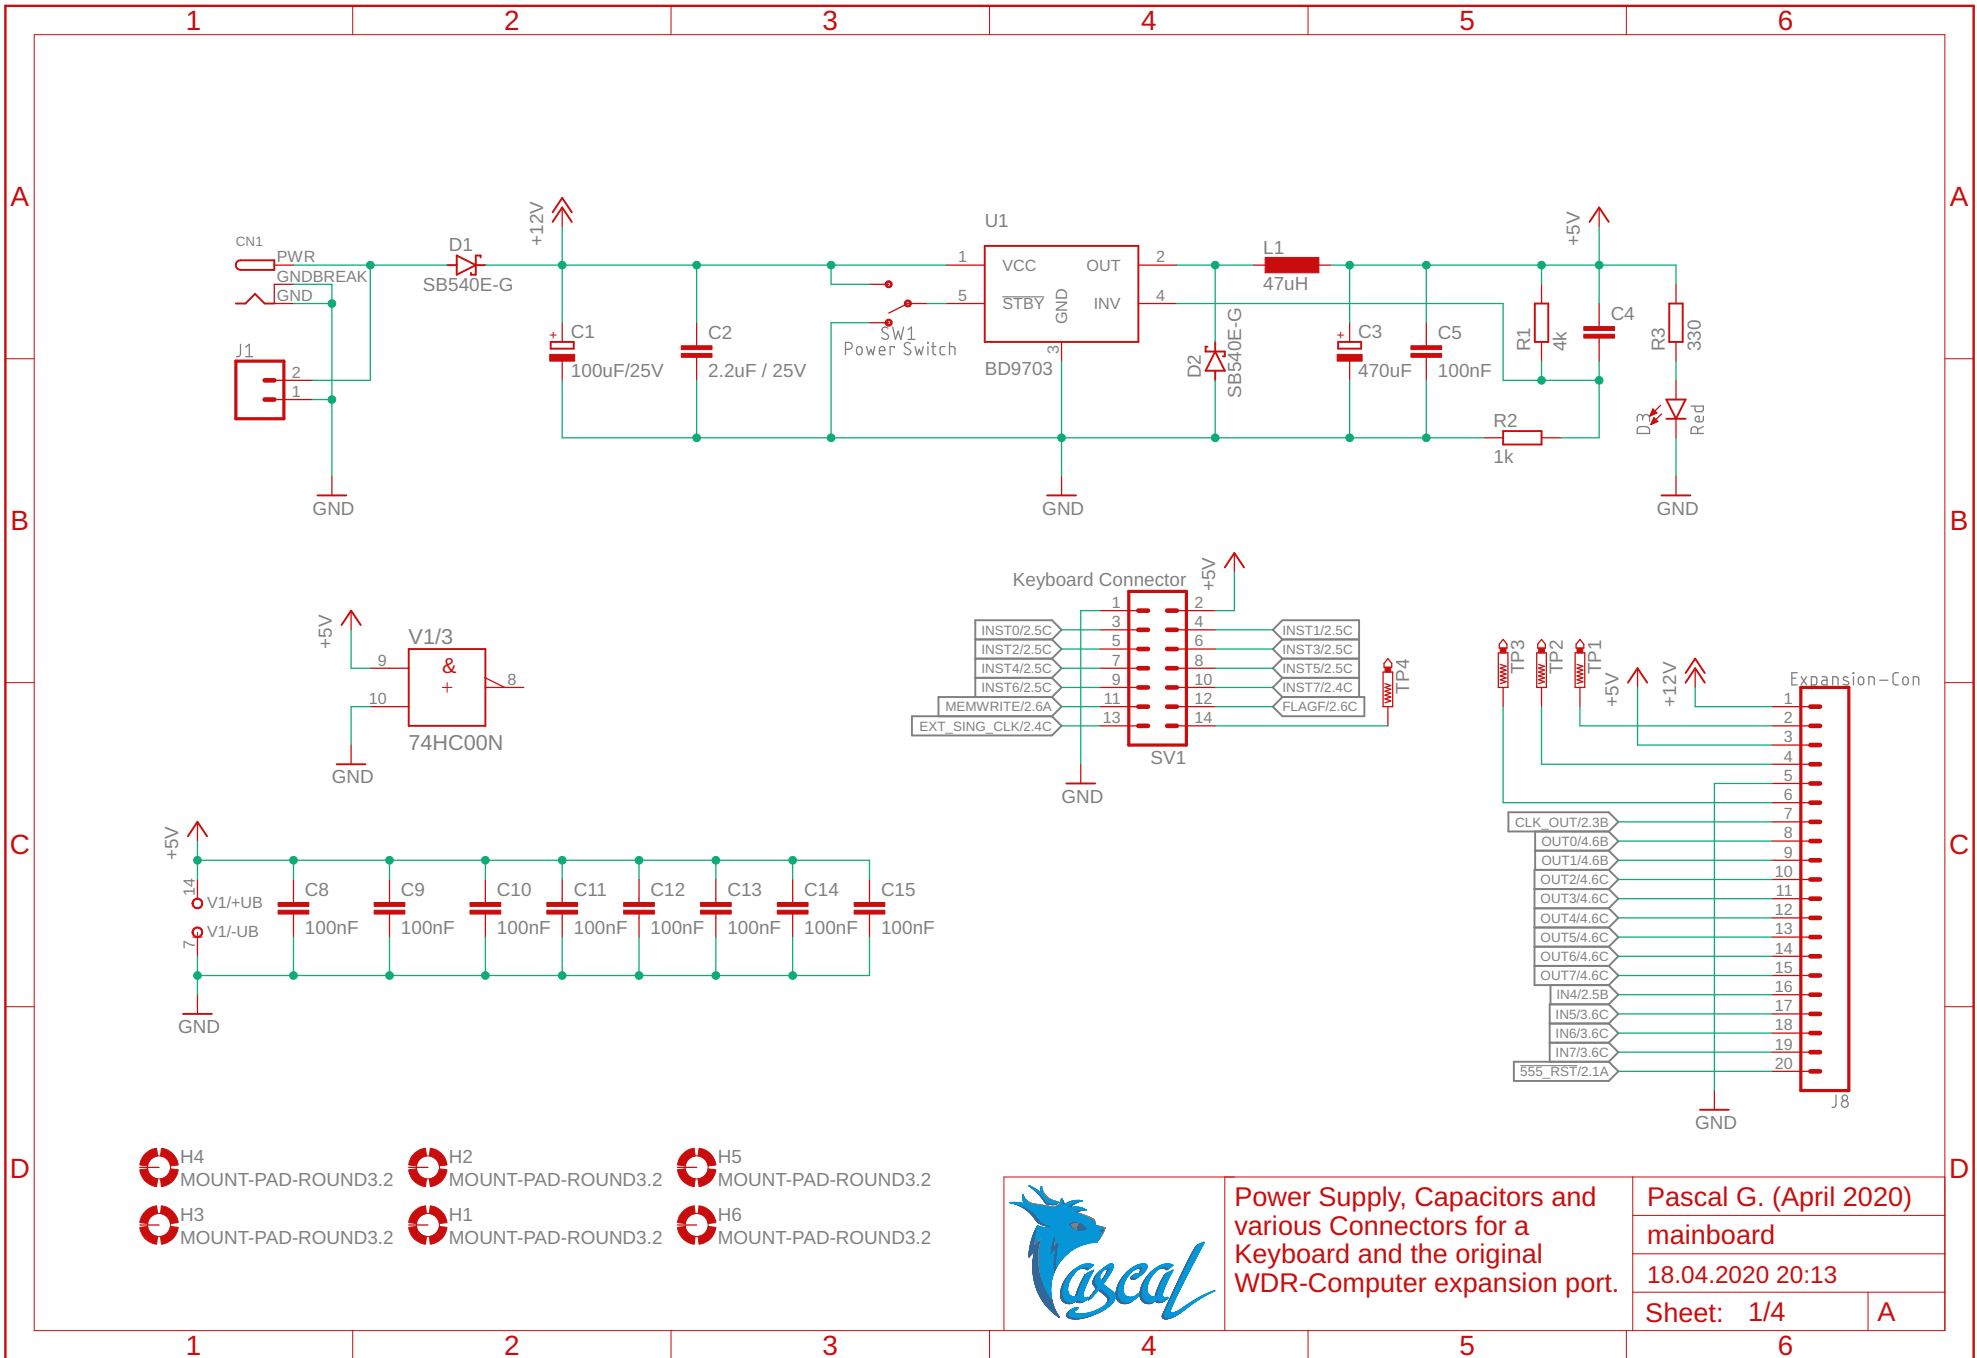 1 2 3 4 5 6
A A
+12V
U1
+5V
CN1
PWR
GNDBREAK
GND
D1
SB540E-G
1 VCC OUT 2
5 STBY GND INV 4
3
BD9703
L1
47uH
SW1
Power Switch
C1
100uF/25V
C2
2.2uF / 25V
D2
SB540E-G
C3
470uF
C5
100nF
R1
4k
C4
R3
330
J1
2
1
R2
1k
D3
Red
GND
GND
GND
B B
Keyboard Connector
+5V
1 2
INST0/2.5C 3 4 INST1/2.5C
INST2/2.5C 5 6 INST3/2.5C
INST4/2.5C 7 8 INST5/2.5C
INST6/2.5C 9 10 INST7/2.4C
MEMWRITE/2.6A 11 12 FLAGF/2.6C
EXT_SING_CLK/2.4C 13 14
TP4
SV1
GND
+5V
V1/3
9 &
+
8
10
74HC00N
GND
TP3
TP2
TP1
+5V
+12V
Expansion-Con
1
2
3
4
5
6
CLK_OUT/2.3B 7
OUT0/4.6B 8
OUT1/4.6B 9
OUT2/4.6C 10
OUT3/4.6C 11
OUT4/4.6C 12
OUT5/4.6C 13
OUT6/4.6C 14
OUT7/4.6C 15
IN4/2.5B 16
IN5/3.6C 17
IN6/3.6C 18
IN7/3.6C 19
555_RST/2.1A 20
J8
GND
C C
+5V
14
V1/+UB
V1/-UB
7
C8
100nF
C9
100nF
C10
100nF
C11
100nF
C12
100nF
C13
100nF
C14
100nF
C15
100nF
GND
D D
H4
MOUNT-PAD-ROUND3.2
H2
MOUNT-PAD-ROUND3.2
H5
MOUNT-PAD-ROUND3.2
H3
MOUNT-PAD-ROUND3.2
H1
MOUNT-PAD-ROUND3.2
H6
MOUNT-PAD-ROUND3.2
Pascal
Power Supply, Capacitors and
various Connectors for a
Keyboard and the original
WDR-Computer expansion port.
Pascal G. (April 2020)
mainboard
18.04.2020 20:13
Sheet: 1/4 A
1 2 3 4 5 6